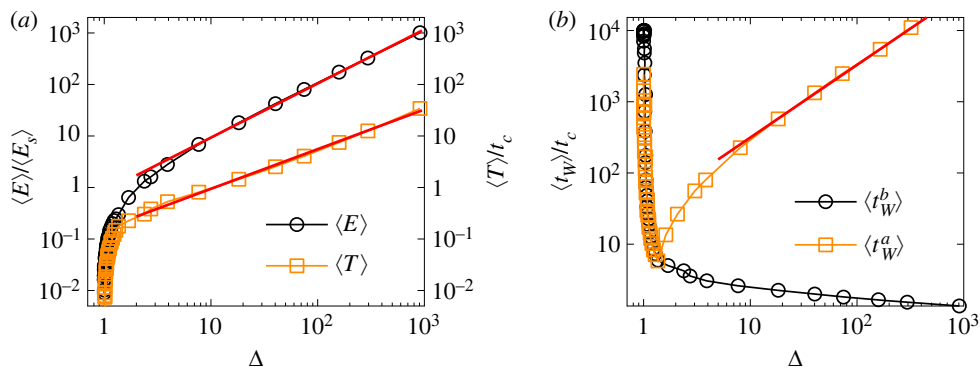 (a)
10³
10²
10
1
10⁻¹
10⁻²
⟨E⟩/⟨Eₛ⟩
1
10
10²
10³
Δ
⟨E⟩
⟨T⟩
10³
10²
10
1
10⁻¹
10⁻²
⟨T⟩/t_c
(b)
10⁴
10³
10²
10
⟨t_W⟩/t_c
1
10
10²
10³
Δ
⟨t_W^b⟩
⟨t_W^a⟩